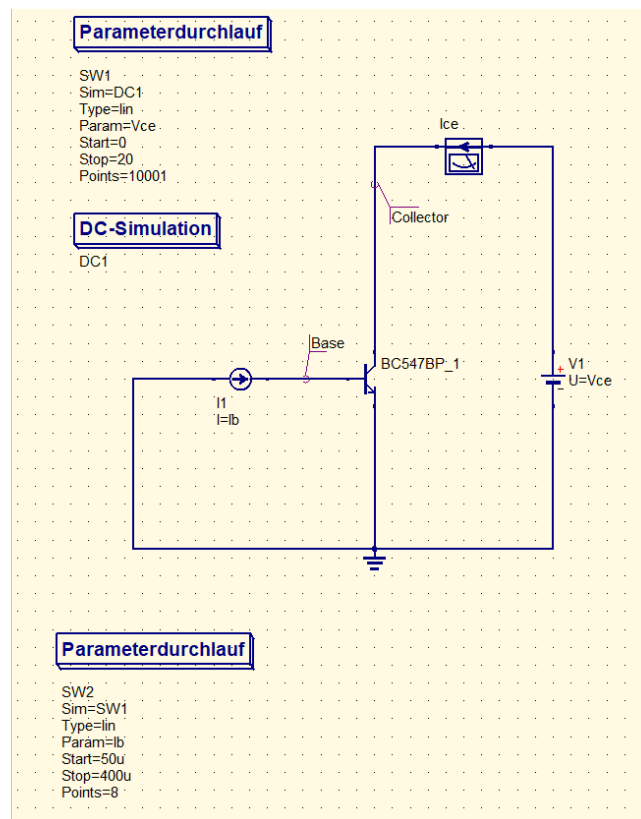 Parameterdurchlauf
SW1
Sim=DC1
Type=lin
Param=Vce
Start=0
Stop=20
Points=10001
Ice
Collector
DC-Simulation
DC1
Base
BC547BP_1
I1
I=Ib
V1
U=Vce
+
-
Parameterdurchlauf
SW2
Sim=SW1
Type=lin
Param=Ib
Start=50u
Stop=400u
Points=8